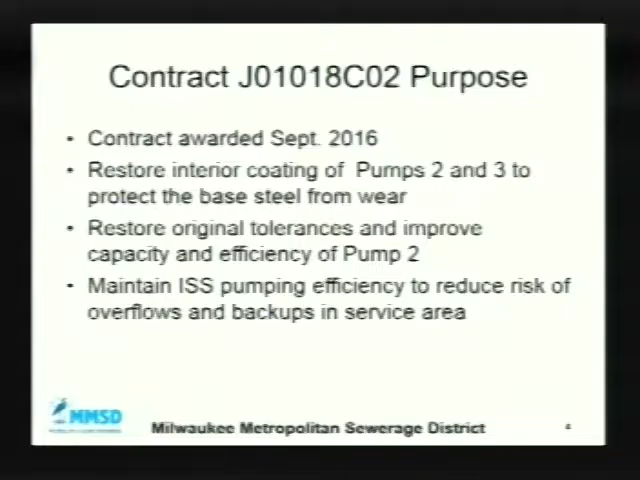 Contract J01018C02 Purpose
• Contract awarded Sept. 2016
• Restore interior coating of Pumps 2 and 3 to
protect the base steel from wear
• Restore original tolerances and improve
capacity and efficiency of Pump 2
• Maintain ISS pumping efficiency to reduce risk of
overflows and backups in service area
MMSD
Milwaukee Metropolitan Sewerage District
4